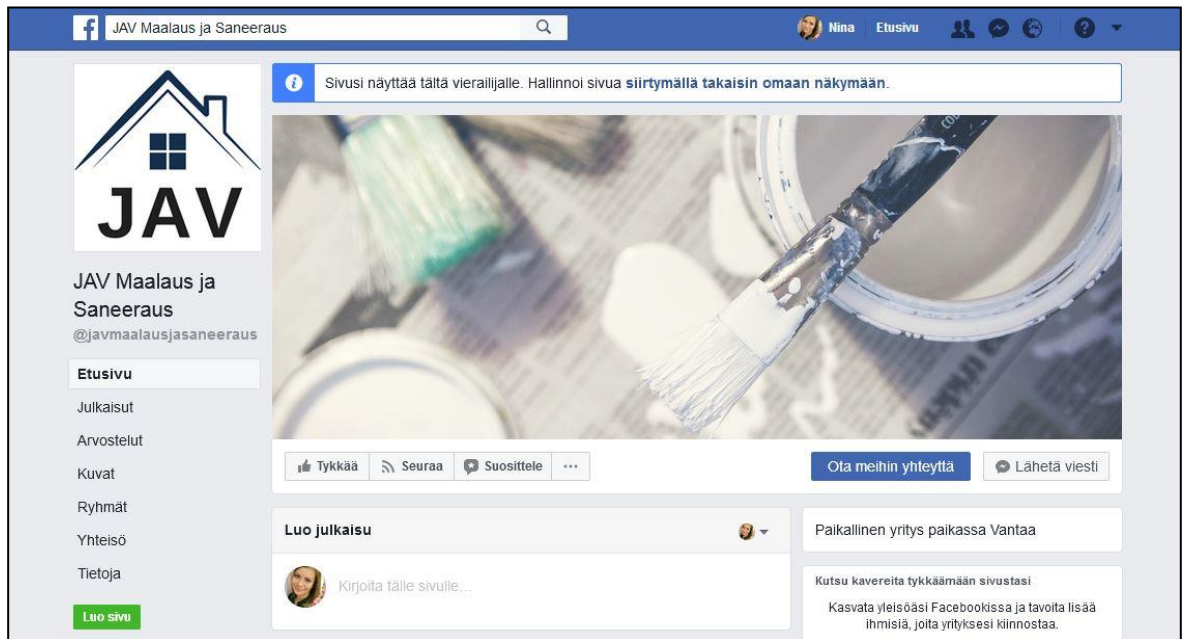 JAV Maalaus ja Saneeraus
Nina Etusivu
Sivusi näyttää tältä vierailijalle. Hallinnoi sivua siirtymällä takaisin omaan näkymään.
JAV
JAV Maalaus ja
Saneeraus
@javmaalausjasaneeraus
Etusivu
Julkaisut
Arvostelut
Kuvat
Ryhmät
Yhteisö
Tietoja
Luo sivu
Tykkää Seuraa Suosittele ...
Ota meihin yhteyttä Lähetä viesti
Luo julkaisu
Kirjoita tälle sivulle...
Paikallinen yritys paikassa Vantaa
Kutsu kavereita tykkäämään sivustasi
Kasvata yleisöäsi Facebookissa ja tavoita lisää
ihmisiä, joita yrityksesi kiinnostaa.